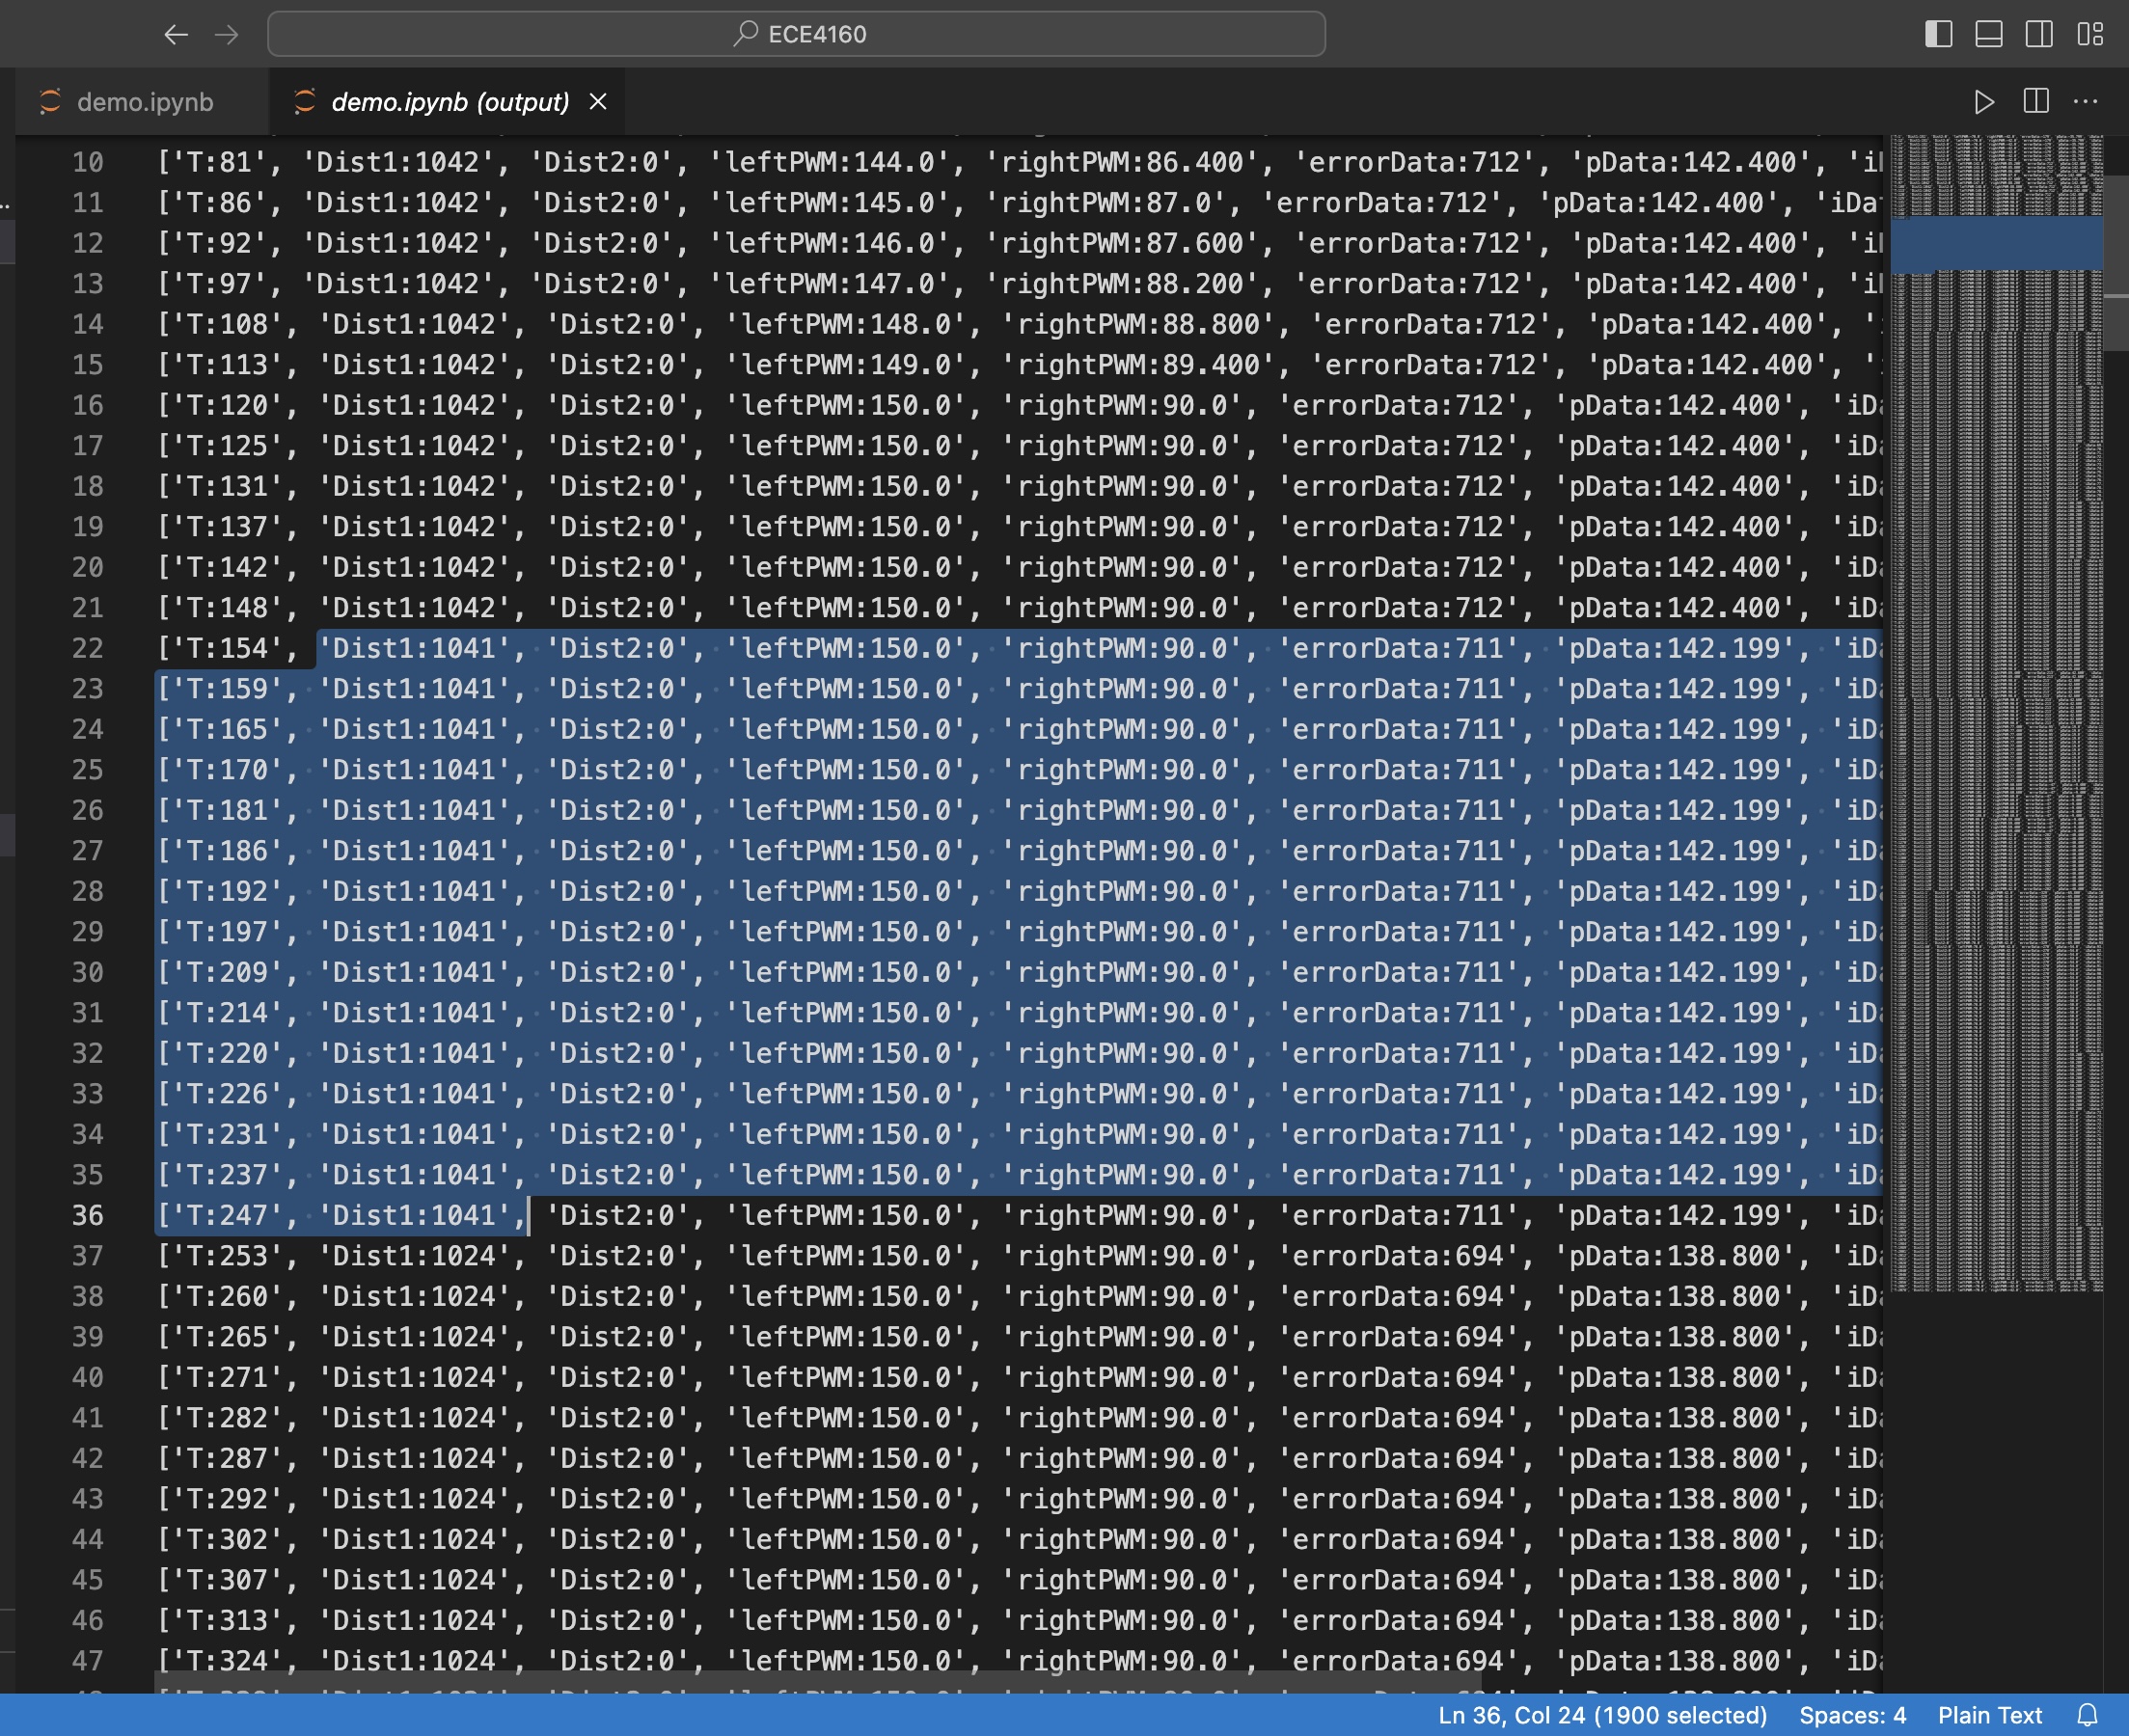 ECE4160
demo.ipynb
demo.ipynb (output)
10 ['T:81', 'Dist1:1042', 'Dist2:0', 'leftPWM:144.0', 'rightPWM:86.400', 'errorData:712', 'pData:142.400',
11 ['T:86', 'Dist1:1042', 'Dist2:0', 'leftPWM:145.0', 'rightPWM:87.0', 'errorData:712', 'pData:142.400', 'iDat
12 ['T:92', 'Dist1:1042', 'Dist2:0', 'leftPWM:146.0', 'rightPWM:87.600', 'errorData:712', 'pData:142.400',
13 ['T:97', 'Dist1:1042', 'Dist2:0', 'leftPWM:147.0', 'rightPWM:88.200', 'errorData:712', 'pData:142.400',
14 ['T:108', 'Dist1:1042', 'Dist2:0', 'leftPWM:148.0', 'rightPWM:88.800', 'errorData:712', 'pData:142.400', '
15 ['T:113', 'Dist1:1042', 'Dist2:0', 'leftPWM:149.0', 'rightPWM:89.400', 'errorData:712', 'pData:142.400', '
16 ['T:120', 'Dist1:1042', 'Dist2:0', 'leftPWM:150.0', 'rightPWM:90.0', 'errorData:712', 'pData:142.400', 'iDa
17 ['T:125', 'Dist1:1042', 'Dist2:0', 'leftPWM:150.0', 'rightPWM:90.0', 'errorData:712', 'pData:142.400', 'iDa
18 ['T:131', 'Dist1:1042', 'Dist2:0', 'leftPWM:150.0', 'rightPWM:90.0', 'errorData:712', 'pData:142.400', 'iDa
19 ['T:137', 'Dist1:1042', 'Dist2:0', 'leftPWM:150.0', 'rightPWM:90.0', 'errorData:712', 'pData:142.400', 'iDa
20 ['T:142', 'Dist1:1042', 'Dist2:0', 'leftPWM:150.0', 'rightPWM:90.0', 'errorData:712', 'pData:142.400', 'iDa
21 ['T:148', 'Dist1:1042', 'Dist2:0', 'leftPWM:150.0', 'rightPWM:90.0', 'errorData:712', 'pData:142.400', 'iDa
22 ['T:154', 'Dist1:1041', 'Dist2:0', 'leftPWM:150.0', 'rightPWM:90.0', 'errorData:711', 'pData:142.199', 'iDa
23 ['T:159', 'Dist1:1041', 'Dist2:0', 'leftPWM:150.0', 'rightPWM:90.0', 'errorData:711', 'pData:142.199', 'iDa
24 ['T:165', 'Dist1:1041', 'Dist2:0', 'leftPWM:150.0', 'rightPWM:90.0', 'errorData:711', 'pData:142.199', 'iDa
25 ['T:170', 'Dist1:1041', 'Dist2:0', 'leftPWM:150.0', 'rightPWM:90.0', 'errorData:711', 'pData:142.199', 'iDa
26 ['T:181', 'Dist1:1041', 'Dist2:0', 'leftPWM:150.0', 'rightPWM:90.0', 'errorData:711', 'pData:142.199', 'iDa
27 ['T:186', 'Dist1:1041', 'Dist2:0', 'leftPWM:150.0', 'rightPWM:90.0', 'errorData:711', 'pData:142.199', 'iDa
28 ['T:192', 'Dist1:1041', 'Dist2:0', 'leftPWM:150.0', 'rightPWM:90.0', 'errorData:711', 'pData:142.199', 'iDa
29 ['T:197', 'Dist1:1041', 'Dist2:0', 'leftPWM:150.0', 'rightPWM:90.0', 'errorData:711', 'pData:142.199', 'iDa
30 ['T:209', 'Dist1:1041', 'Dist2:0', 'leftPWM:150.0', 'rightPWM:90.0', 'errorData:711', 'pData:142.199', 'iDa
31 ['T:214', 'Dist1:1041', 'Dist2:0', 'leftPWM:150.0', 'rightPWM:90.0', 'errorData:711', 'pData:142.199', 'iDa
32 ['T:220', 'Dist1:1041', 'Dist2:0', 'leftPWM:150.0', 'rightPWM:90.0', 'errorData:711', 'pData:142.199', 'iDa
33 ['T:226', 'Dist1:1041', 'Dist2:0', 'leftPWM:150.0', 'rightPWM:90.0', 'errorData:711', 'pData:142.199', 'iDa
34 ['T:231', 'Dist1:1041', 'Dist2:0', 'leftPWM:150.0', 'rightPWM:90.0', 'errorData:711', 'pData:142.199', 'iDa
35 ['T:237', 'Dist1:1041', 'Dist2:0', 'leftPWM:150.0', 'rightPWM:90.0', 'errorData:711', 'pData:142.199', 'iDa
36 ['T:247', 'Dist1:1041', 'Dist2:0', 'leftPWM:150.0', 'rightPWM:90.0', 'errorData:711', 'pData:142.199', 'iDa
37 ['T:253', 'Dist1:1024', 'Dist2:0', 'leftPWM:150.0', 'rightPWM:90.0', 'errorData:694', 'pData:138.800', 'iDa
38 ['T:260', 'Dist1:1024', 'Dist2:0', 'leftPWM:150.0', 'rightPWM:90.0', 'errorData:694', 'pData:138.800', 'iDa
39 ['T:265', 'Dist1:1024', 'Dist2:0', 'leftPWM:150.0', 'rightPWM:90.0', 'errorData:694', 'pData:138.800', 'iDa
40 ['T:271', 'Dist1:1024', 'Dist2:0', 'leftPWM:150.0', 'rightPWM:90.0', 'errorData:694', 'pData:138.800', 'iDa
41 ['T:282', 'Dist1:1024', 'Dist2:0', 'leftPWM:150.0', 'rightPWM:90.0', 'errorData:694', 'pData:138.800', 'iDa
42 ['T:287', 'Dist1:1024', 'Dist2:0', 'leftPWM:150.0', 'rightPWM:90.0', 'errorData:694', 'pData:138.800', 'iDa
43 ['T:292', 'Dist1:1024', 'Dist2:0', 'leftPWM:150.0', 'rightPWM:90.0', 'errorData:694', 'pData:138.800', 'iDa
44 ['T:302', 'Dist1:1024', 'Dist2:0', 'leftPWM:150.0', 'rightPWM:90.0', 'errorData:694', 'pData:138.800', 'iDa
45 ['T:307', 'Dist1:1024', 'Dist2:0', 'leftPWM:150.0', 'rightPWM:90.0', 'errorData:694', 'pData:138.800', 'iDa
46 ['T:313', 'Dist1:1024', 'Dist2:0', 'leftPWM:150.0', 'rightPWM:90.0', 'errorData:694', 'pData:138.800', 'iDa
47 ['T:324', 'Dist1:1024', 'Dist2:0', 'leftPWM:150.0', 'rightPWM:90.0', 'errorData:694', 'pData:138.800', 'iDa
Ln 36, Col 24 (1900 selected) Spaces: 4 Plain Text